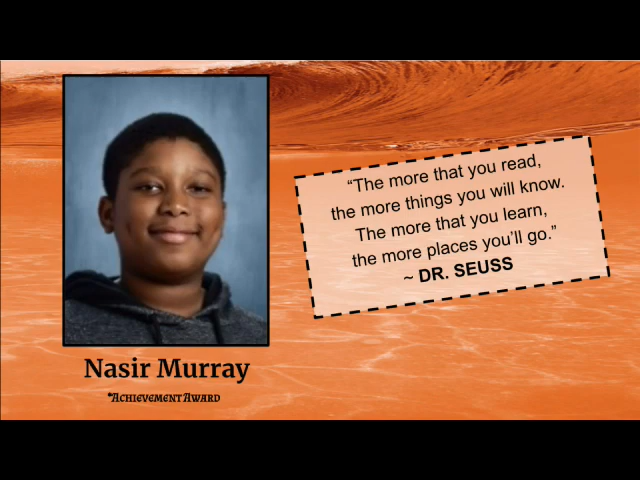 “The more that you read,
the more things you will know.
The more that you learn,
the more places you’ll go.”
~ DR. SEUSS
Nasir Murray
*Achievement Award